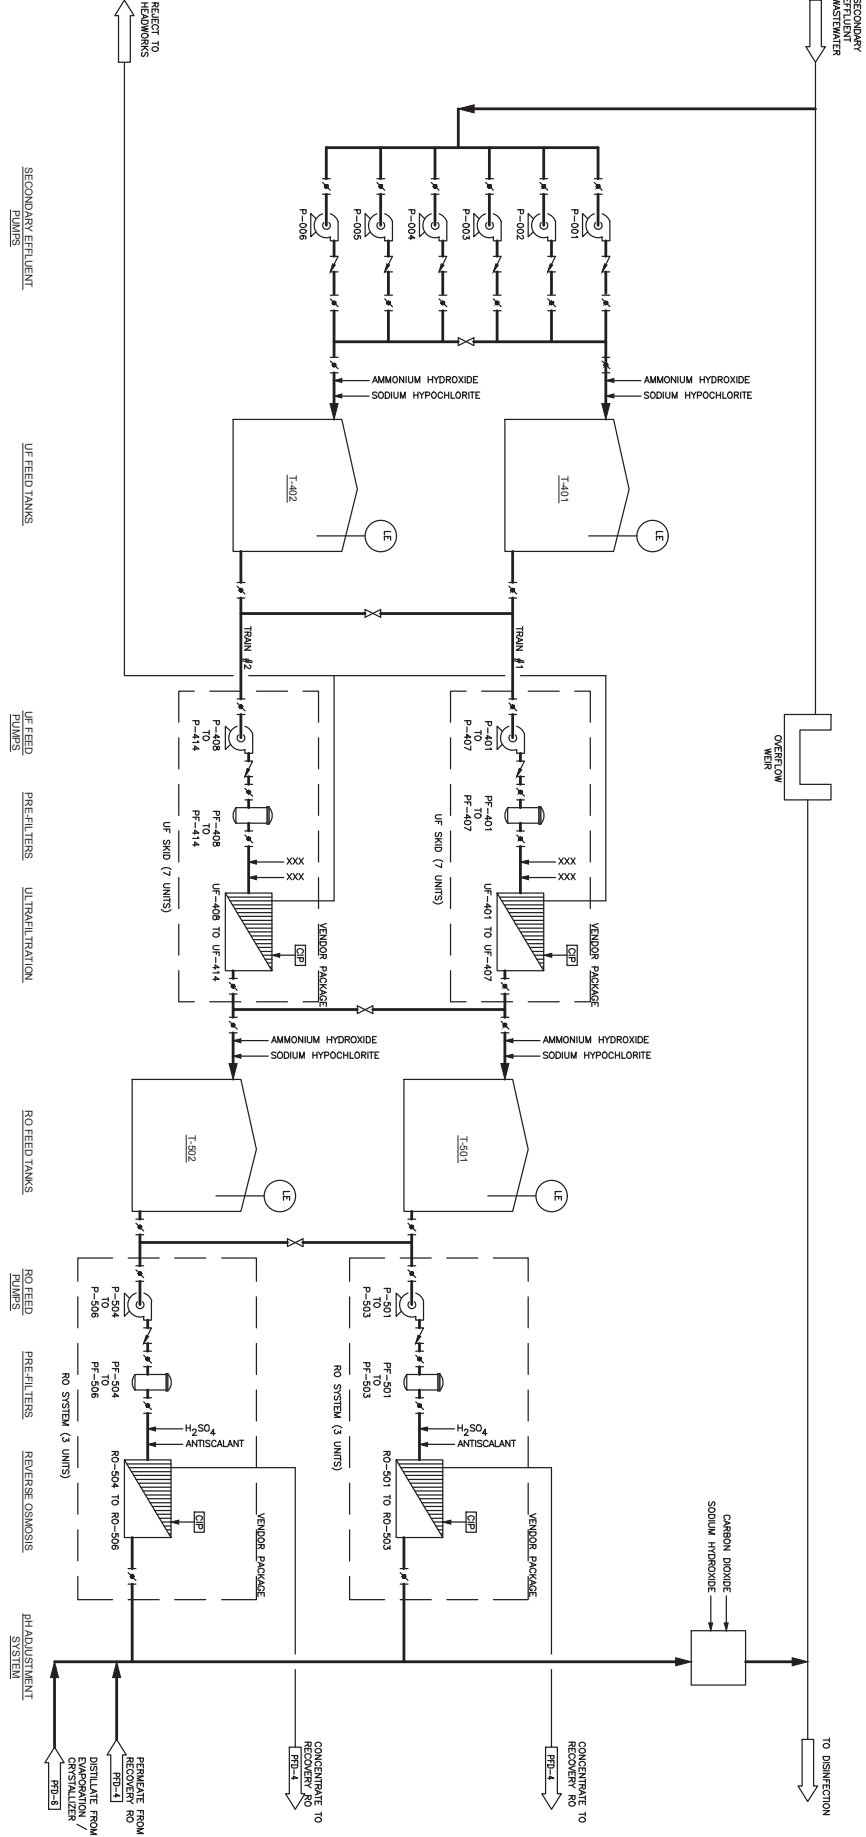 SECONDARY
EFFLUENT
WASTEWATER
REJECT TO
HEADWORKS
P-001
P-002
P-003
P-004
P-005
P-006
SECONDARY EFFLUENT
PUMPS
AMMONIUM HYDROXIDE
SODIUM HYPOCHLORITE
AMMONIUM HYDROXIDE
SODIUM HYPOCHLORITE
T-401
LE
T-402
LE
UF FEED TANKS
TRAIN #1
TRAIN #2
OVERFLOW
WEIR
P-401
TO
P-407
PF-401
TO
PF-407
XXX
XXX
UF-401 TO UF-407
CIP
VENDOR PACKAGE
UF SKID (7 UNITS)
P-408
TO
P-414
PF-408
TO
PF-414
XXX
XXX
UF-408 TO UF-414
CIP
VENDOR PACKAGE
UF SKID (7 UNITS)
UF FEED
PUMPS
PRE-FILTERS
ULTRAFILTRATION
AMMONIUM HYDROXIDE
SODIUM HYPOCHLORITE
AMMONIUM HYDROXIDE
SODIUM HYPOCHLORITE
T-501
LE
T-502
LE
RO FEED TANKS
P-501
TO
P-503
PF-501
TO
PF-503
H2SO4
ANTISCALANT
RO-501 TO RO-503
CIP
VENDOR PACKAGE
RO SYSTEM (3 UNITS)
P-504
TO
P-506
PF-504
TO
PF-506
H2SO4
ANTISCALANT
RO-504 TO RO-506
CIP
VENDOR PACKAGE
RO SYSTEM (3 UNITS)
RO FEED
PUMPS
PRE-FILTERS
REVERSE OSMOSIS
CARBON DIOXIDE
SODIUM HYDROXIDE
pH ADJUSTMENT
SYSTEM
TO DISINFECTION
CONCENTRATE TO
RECOVERY RO
PFD-4
CONCENTRATE TO
RECOVERY RO
PFD-4
PERMEATE FROM
RECOVERY RO
PFD-4
DISTILLATE FROM
EVAPORATION /
CRYSTALLIZER
PFD-6